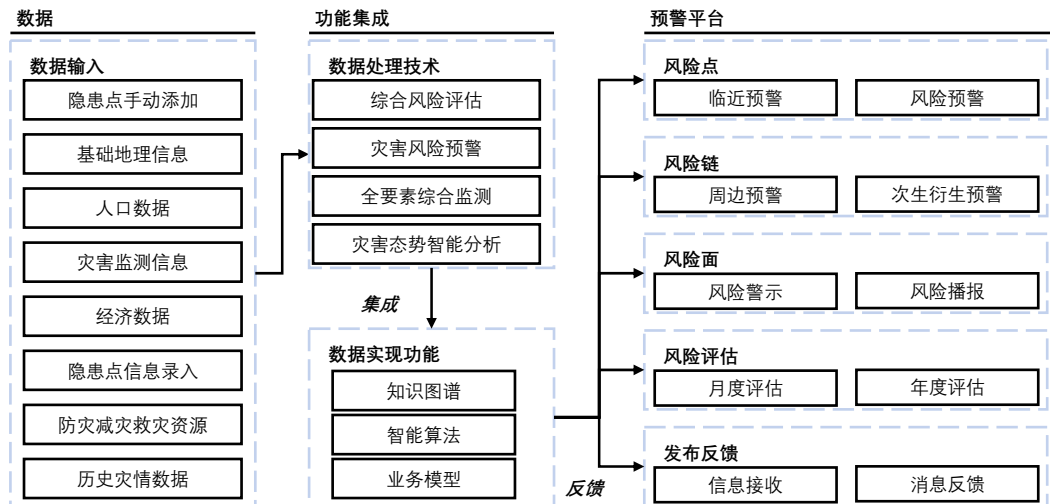 数据
数据输入
隐患点手动添加
基础地理信息
人口数据
灾害监测信息
经济数据
隐患点信息录入
防灾减灾救灾资源
历史灾情数据
功能集成
数据处理技术
综合风险评估
灾害风险预警
全要素综合监测
灾害态势智能分析
集成
数据实现功能
知识图谱
智能算法
业务模型
反馈
预警平台
风险点
临近预警
风险预警
风险链
周边预警
次生衍生预警
风险面
风险警示
风险播报
风险评估
月度评估
年度评估
发布反馈
信息接收
消息反馈